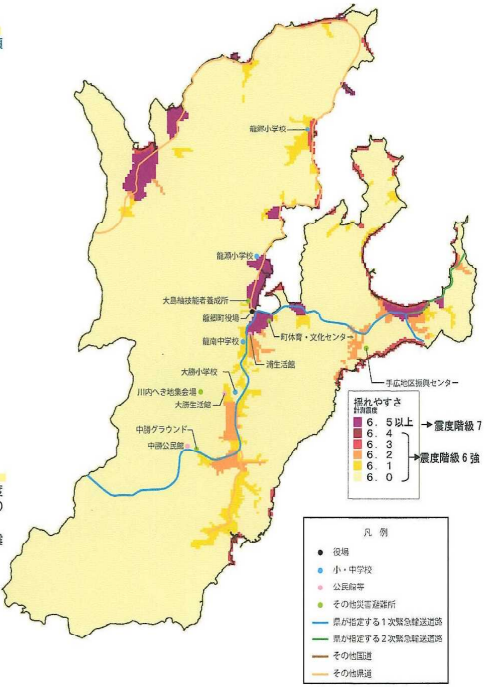 龍郷小学校
龍瀬小学校
大島紬技能者養成所
龍郷町役場
町体育・文化センター
龍南中学校
浦生活館
大勝小学校
手広地区振興センター
川内へき地集会場
大勝生活館
中勝グラウンド
中勝公民館
揺れやすさ
計測震度
6.5以上
6.4
6.3
6.2
6.1
6.0
震度階級7
震度階級6強
凡例
役場
小・中学校
公民館等
その他災害避難所
県が指定する1次緊急輸送道路
県が指定する2次緊急輸送道路
その他国道
その他県道